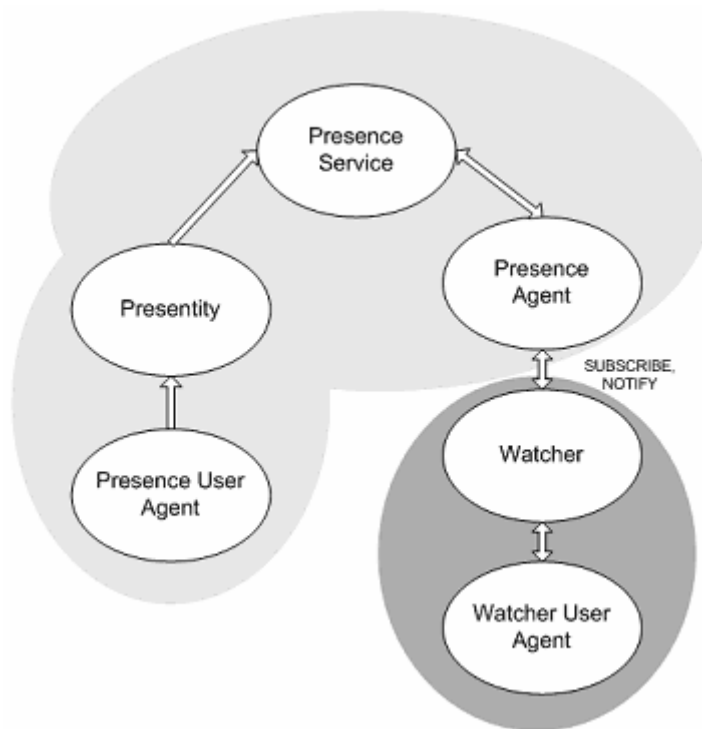 Presence
Service
Presence
Agent
Presentity
SUBSCRIBE,
NOTIFY
Watcher
Presence User
Agent
Watcher User
Agent